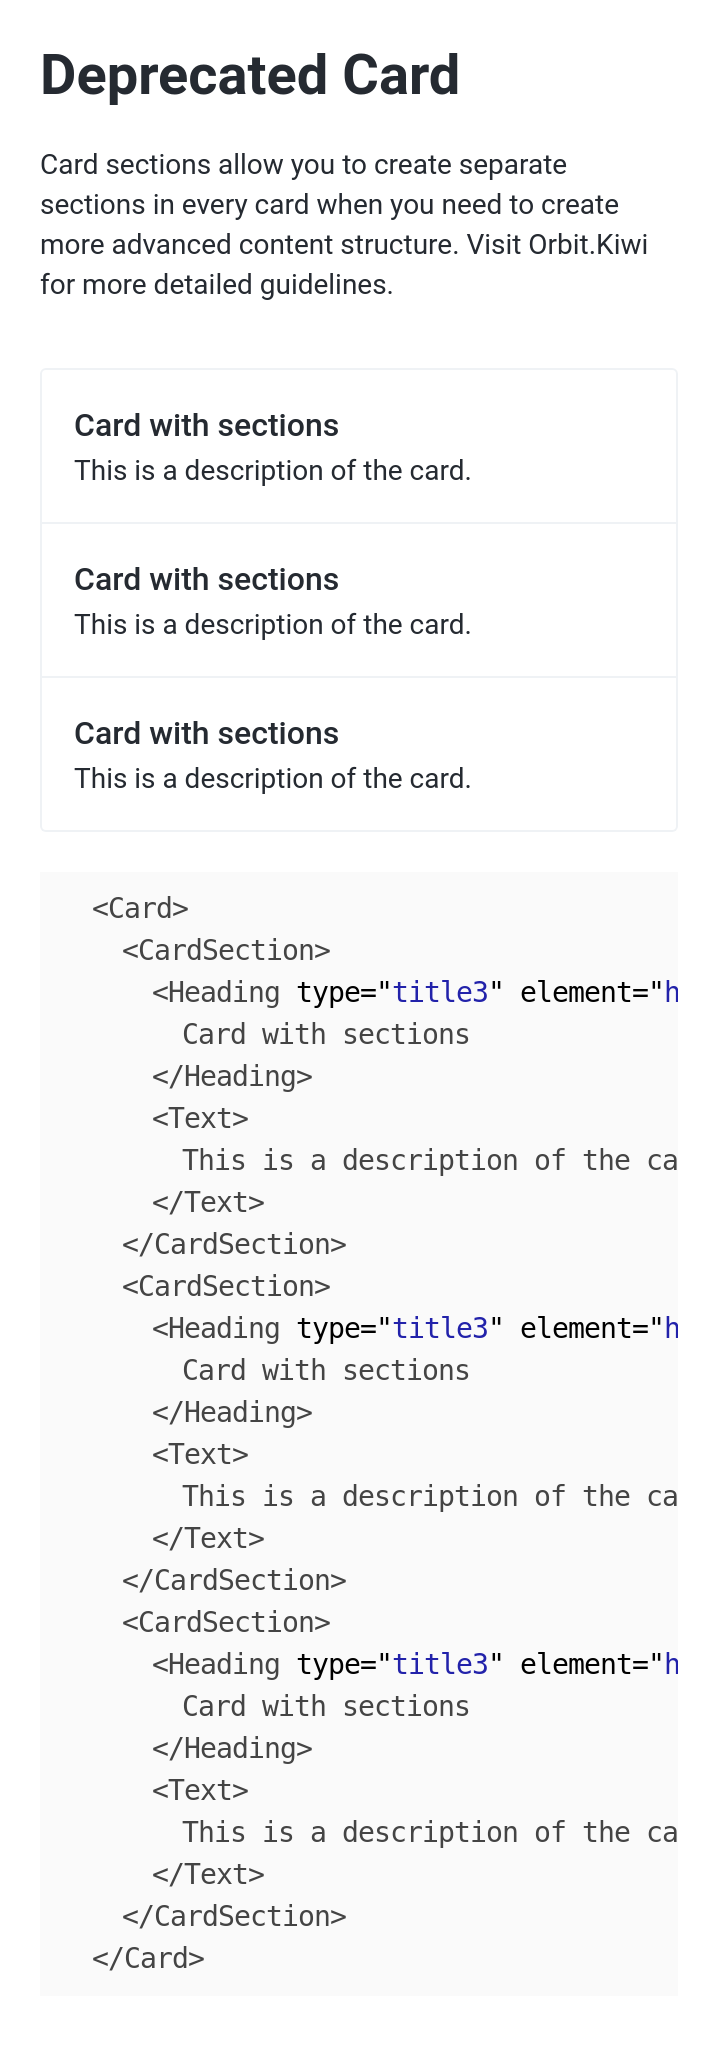 Deprecated Card
Card sections allow you to create separate
sections in every card when you need to create
more advanced content structure. Visit Orbit.Kiwi
for more detailed guidelines.
Card with sections
This is a description of the card.
Card with sections
This is a description of the card.
Card with sections
This is a description of the card.
<Card>
<CardSection>
<Heading type="title3" element="h
Card with sections
</Heading>
<Text>
This is a description of the ca
</Text>
</CardSection>
<CardSection>
<Heading type="title3" element="h
Card with sections
</Heading>
<Text>
This is a description of the ca
</Text>
</CardSection>
<CardSection>
<Heading type="title3" element="h
Card with sections
</Heading>
<Text>
This is a description of the ca
</Text>
</CardSection>
</Card>